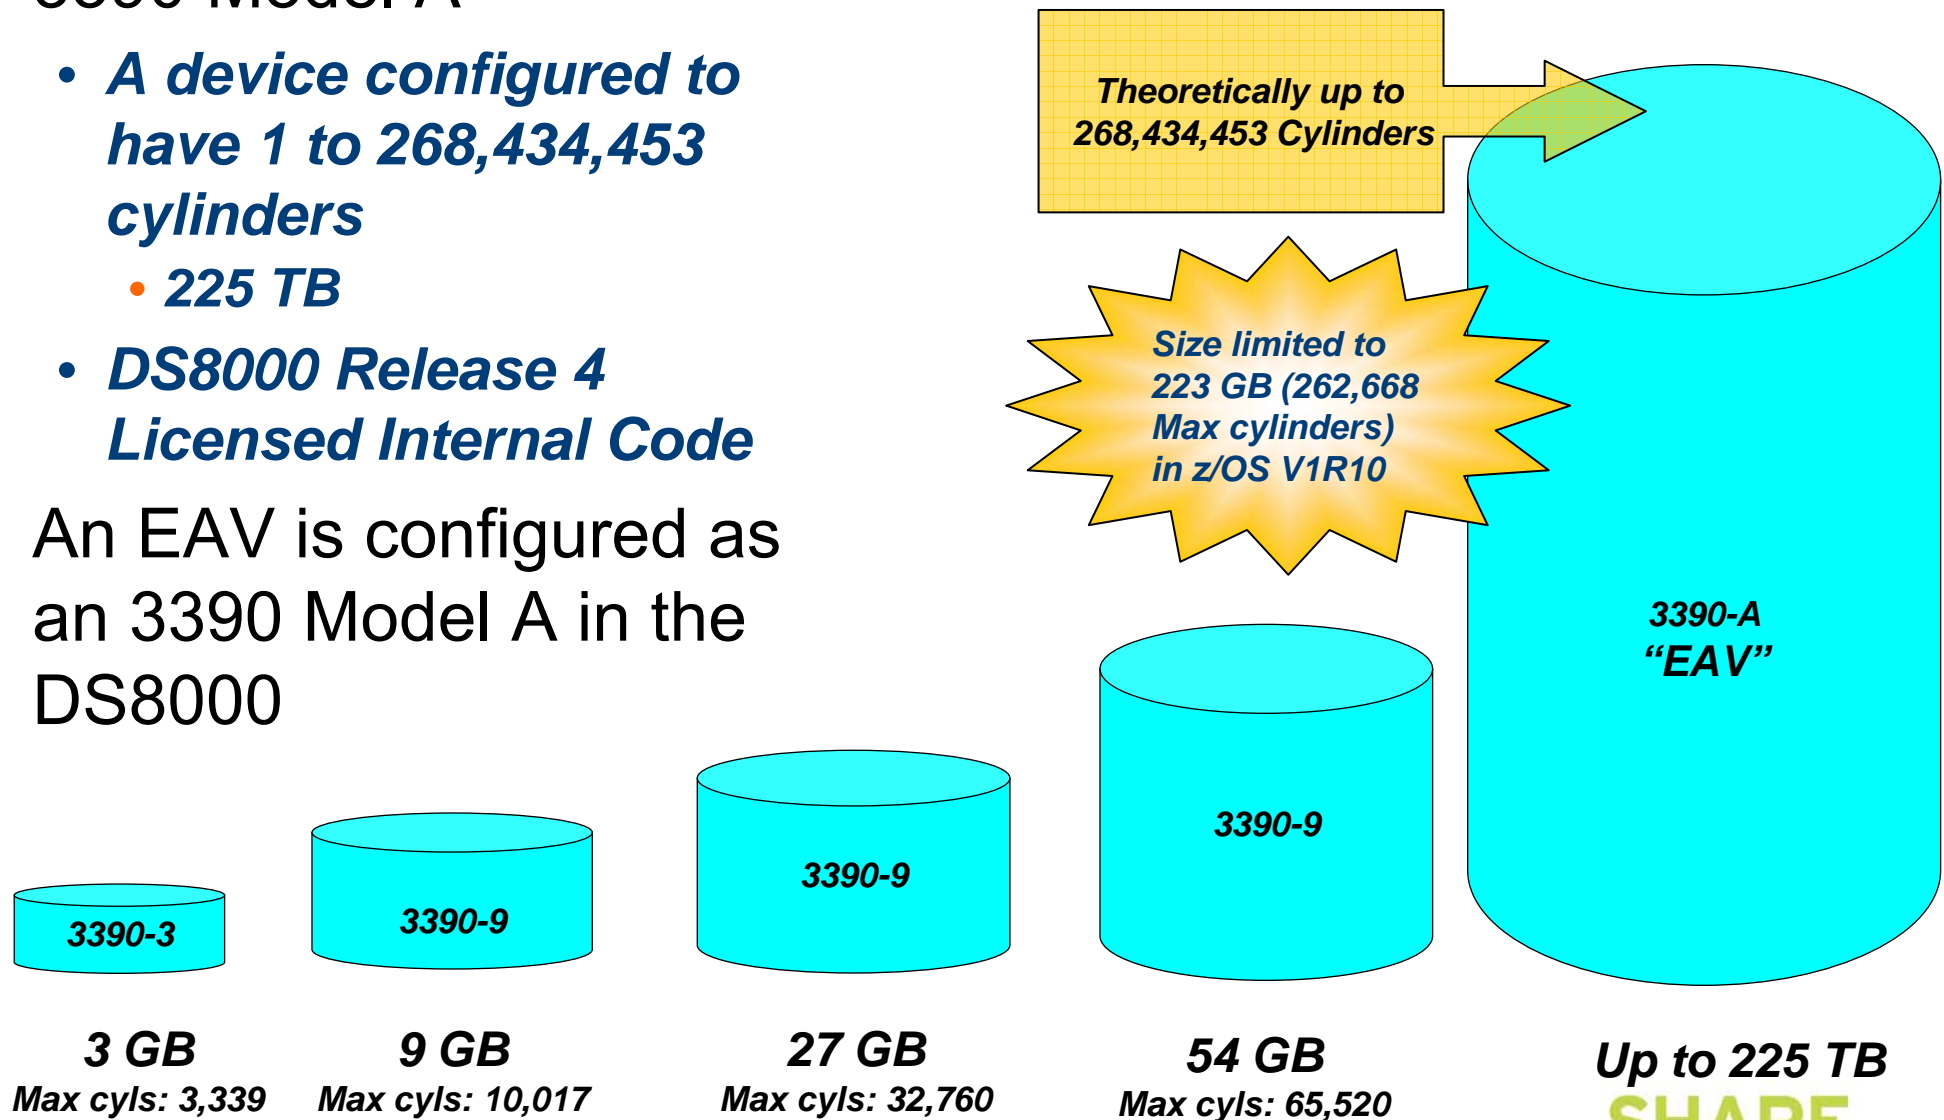 3390 Model A
• A device configured to
have 1 to 268,434,453
cylinders
• 225 TB
• DS8000 Release 4
Licensed Internal Code
An EAV is configured as
an 3390 Model A in the
DS8000
Theoretically up to
268,434,453 Cylinders
Size limited to
223 GB (262,668
Max cylinders)
in z/OS V1R10
3390-A
“EAV”
3390-9
3390-9
3390-9
3390-3
3 GB
Max cyls: 3,339
9 GB
Max cyls: 10,017
27 GB
Max cyls: 32,760
54 GB
Max cyls: 65,520
Up to 225 TB
SHARE